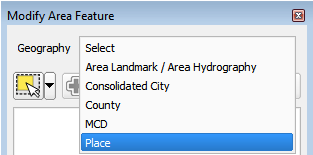 Modify Area Feature
Geography
Select
Area Landmark / Area Hydrography
Consolidated City
County
MCD
Place